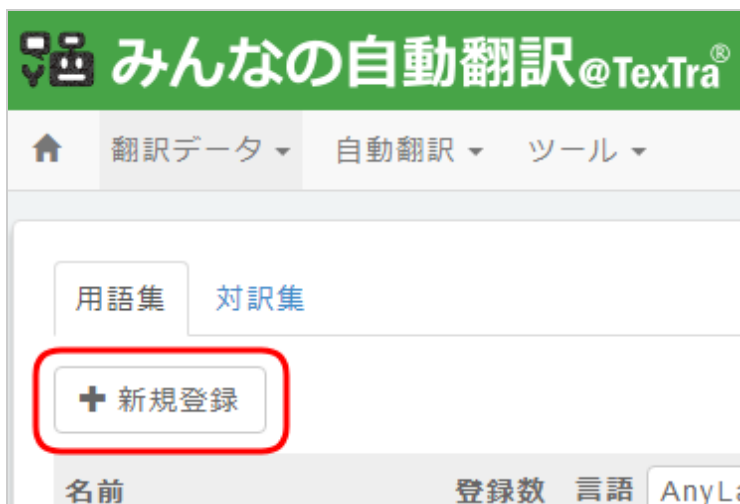 みんなの自動翻訳@TexTra®
翻訳データ 自動翻訳 ツール
用語集 対訳集
+ 新規登録
名前 登録数 言語 AnyLa